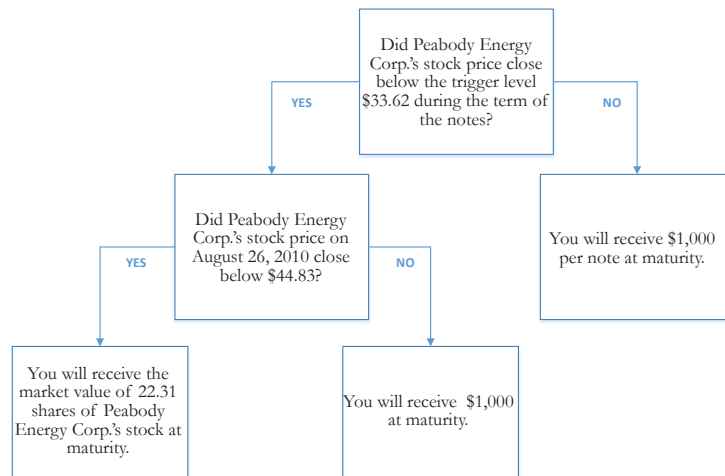 Did Peabody Energy
Corp.'s stock price close
below the trigger level
$33.62 during the term of
the notes?
YES
NO
Did Peabody Energy
Corp.'s stock price on
August 26, 2010 close
below $44.83?
You will receive $1,000
per note at maturity.
YES
NO
You will receive the
market value of 22.31
shares of Peabody
Energy Corp.'s stock at
maturity.
You will receive $1,000
at maturity.